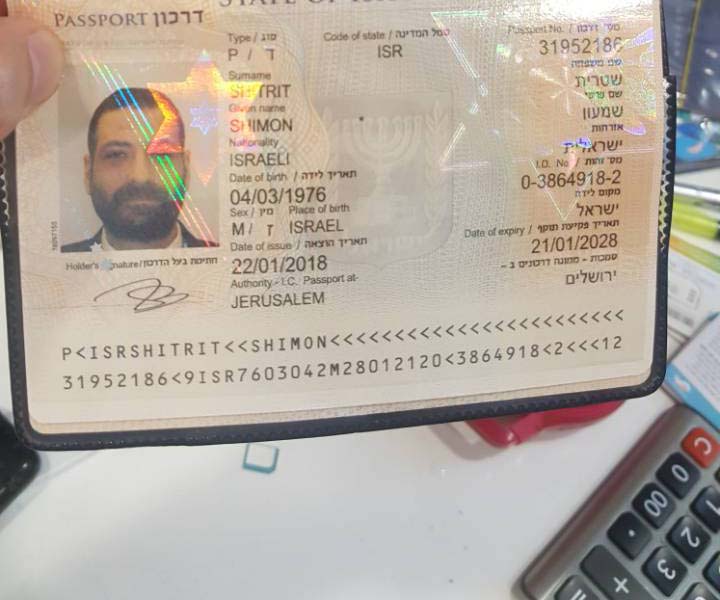 STATE OF
PASSPORT דרכון
Type / סוג
Code of state / סמל המדינה
Passport No. / מס' דרכון
P / ד
ISR
31952186
Surname
שם משפחה
SHITRIT
שטרית
Given name
שם פרטי
SHIMON
שמעון
Nationality
אזרחות
ISRAELI
ישראלית
Date of birth / תאריך לידה
I.D. No. / מס' זהות
04/03/1976
0-3864918-2
Sex / מין
Place of birth
מקום לידה
M / ז
ISRAEL
ישראל
Date of issue / תאריך הוצאה
Date of expiry / תאריך פקיעת תוקף
22/01/2018
21/01/2028
Holder's signature/חתימת בעל הדרכון
Authority - I.C. Passport at-
סמכות - ממונה דרכונים ב -
JERUSALEM
ירושלים
P<ISRSHITRIT<<SHIMON<<<<<<<<<<<<<<<<<<<<<<<
31952186<9ISR7603042M28012120<3864918<2<<<12
C
0
00
.
1
2
3
+
=